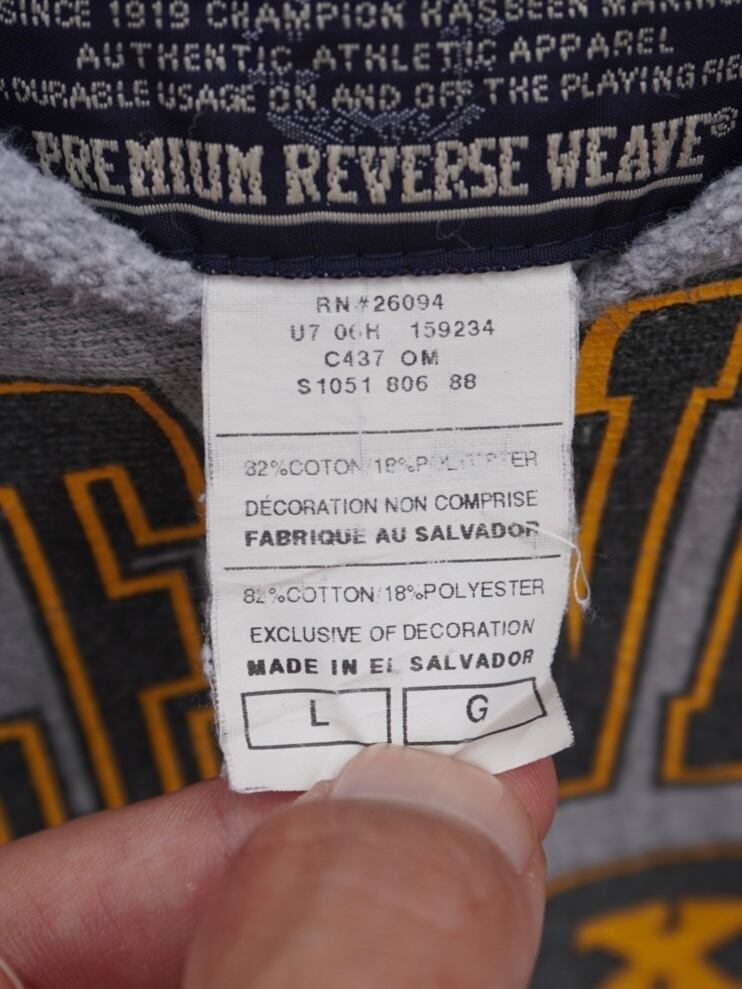 SINCE 1919 CHAMPION HAS BEEN MAKING
AUTHENTIC ATHLETIC APPAREL
DURABLE USAGE ON AND OFF THE PLAYING FIE
PREMIUM REVERSE WEAVE®
RN #26094
U7 06H 159234
C437 OM
S1051 806 88
82%COTON/18%POLYESTER
DÉCORATION NON COMPRISE
FABRIQUE AU SALVADOR
82%COTTON/18%POLYESTER
EXCLUSIVE OF DECORATION
MADE IN EL SALVADOR
L G